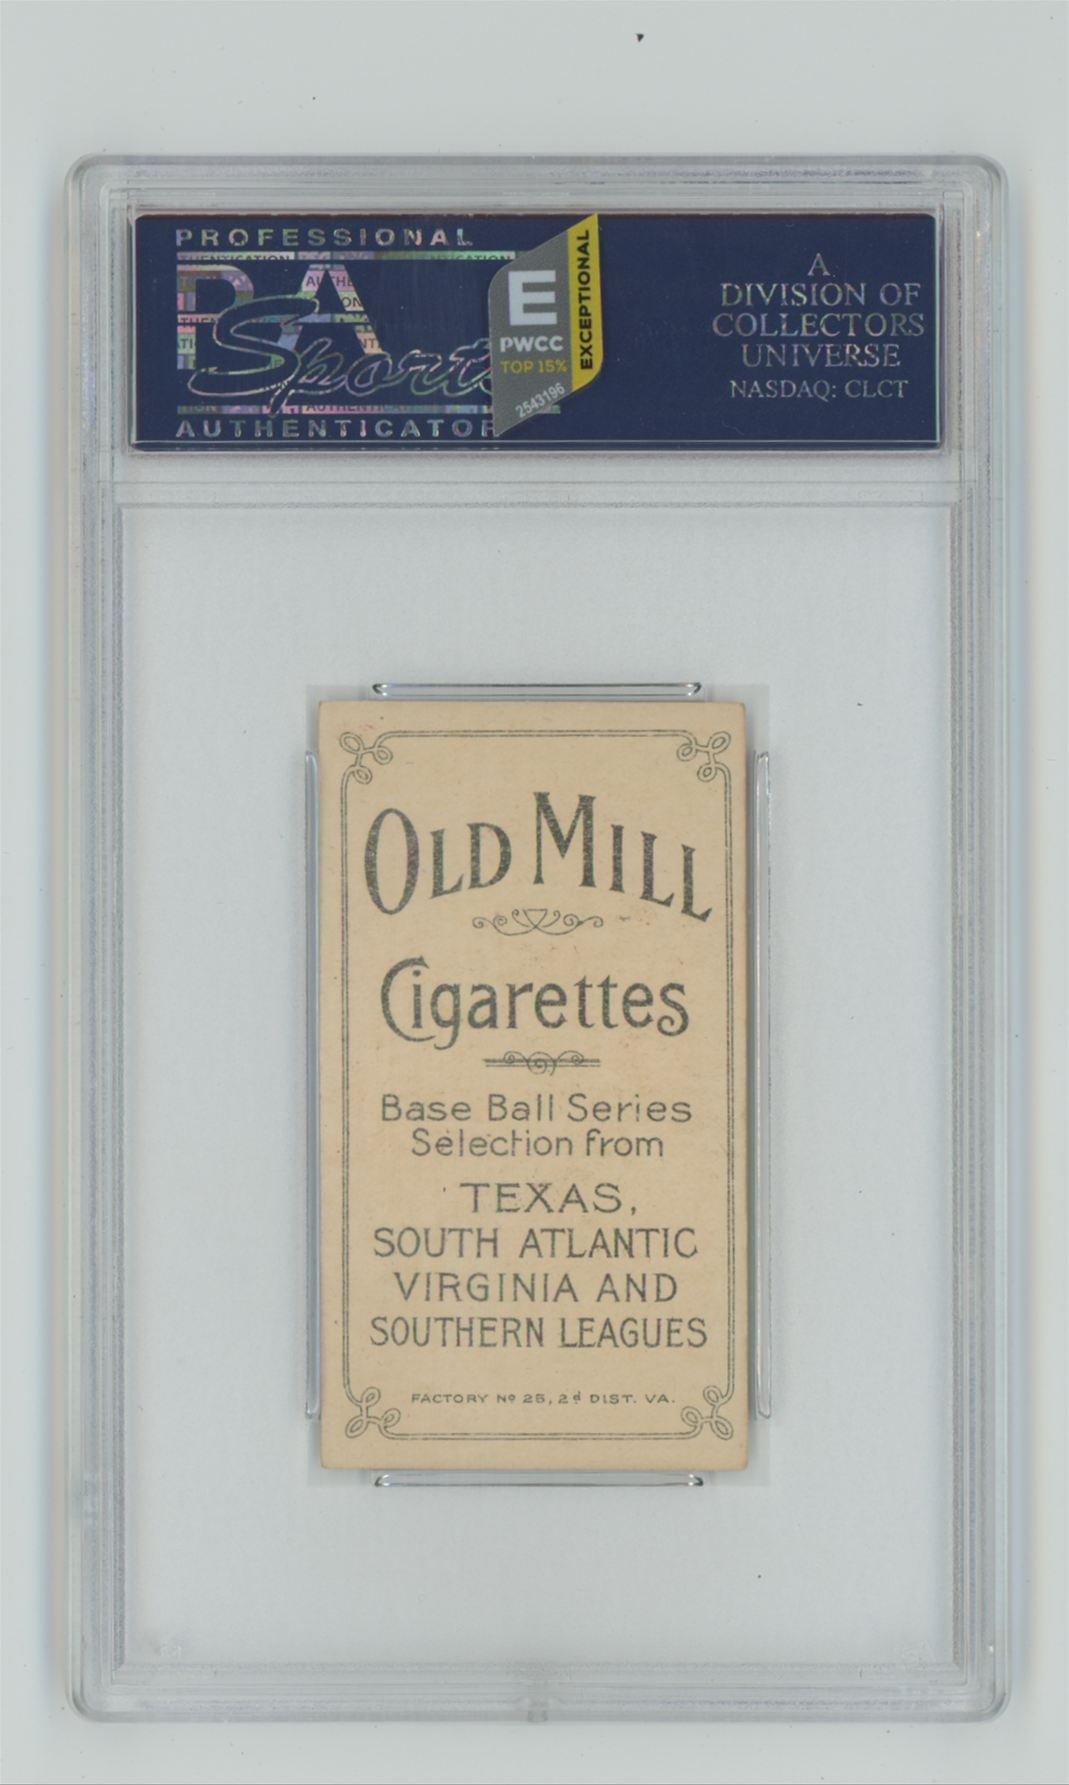 PROFESSIONAL
PSA
Sports
AUTHENTICATOR
E
PWCC
TOP 15%
2543196
EXCEPTIONAL
A
DIVISION OF
COLLECTORS
UNIVERSE
NASDAQ: CLCT
OLD MILL
Cigarettes
Base Ball Series
Selection from
TEXAS,
SOUTH ATLANTIC
VIRGINIA AND
SOUTHERN LEAGUES
FACTORY Nº 25, 2d DIST. VA.